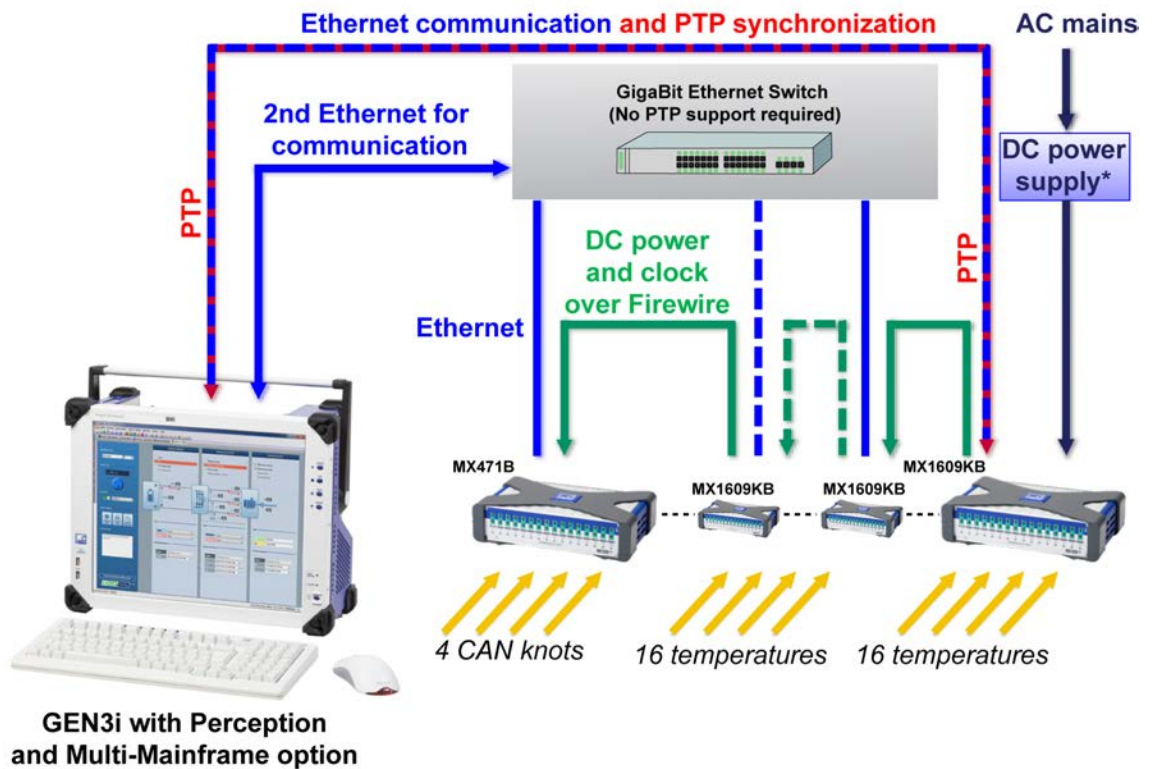 Ethernet communication and PTP synchronization
AC mains
GigaBit Ethernet Switch
(No PTP support required)
2nd Ethernet for
communication
DC power
supply*
PTP
DC power
and clock
over Firewire
PTP
Ethernet
MX471B
MX1609KB
MX1609KB
MX1609KB
4 CAN knots
16 temperatures
16 temperatures
GEN3i with Perception
and Multi-Mainframe option